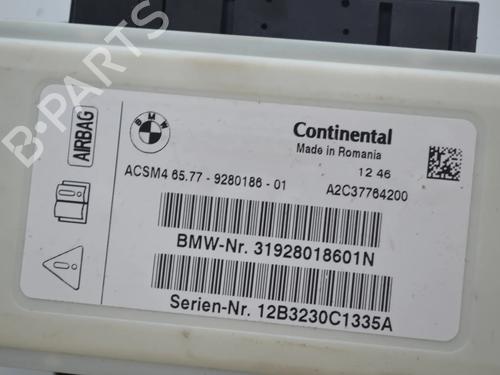 B-PARTS
AIRBAG
BMW
Continental
Made in Romania
12 46
ACSM4 65.77 - 9280186 - 01
A2C37764200
BMW-Nr. 31928018601N
Serien-Nr. 12B3230C1335A